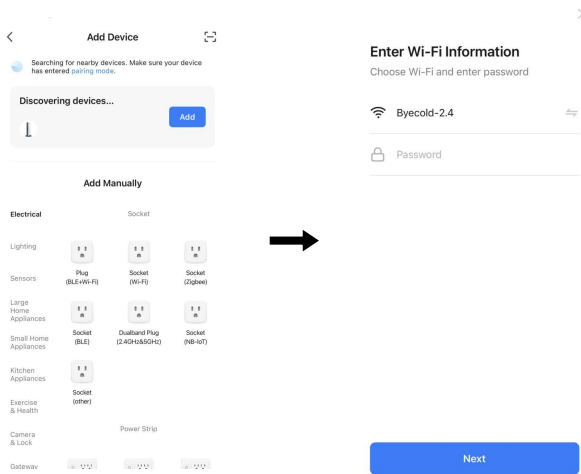 Add Device
Searching for nearby devices. Make sure your device
has entered pairing mode.
Discovering devices...
Add
Add Manually
Electrical
Socket
Lighting
Plug
(BLE+Wi-Fi)
Socket
(Wi-Fi)
Socket
(Zigbee)
Sensors
Large
Home
Appliances
Socket
(BLE)
Dualband Plug
(2.4GHz&5GHz)
Socket
(NB-IoT)
Small Home
Appliances
Kitchen
Appliances
Socket
(other)
Exercise
& Health
Power Strip
Camera
& Lock
Gateway
Enter Wi-Fi Information
Choose Wi-Fi and enter password
Byecold-2.4
Password
Next